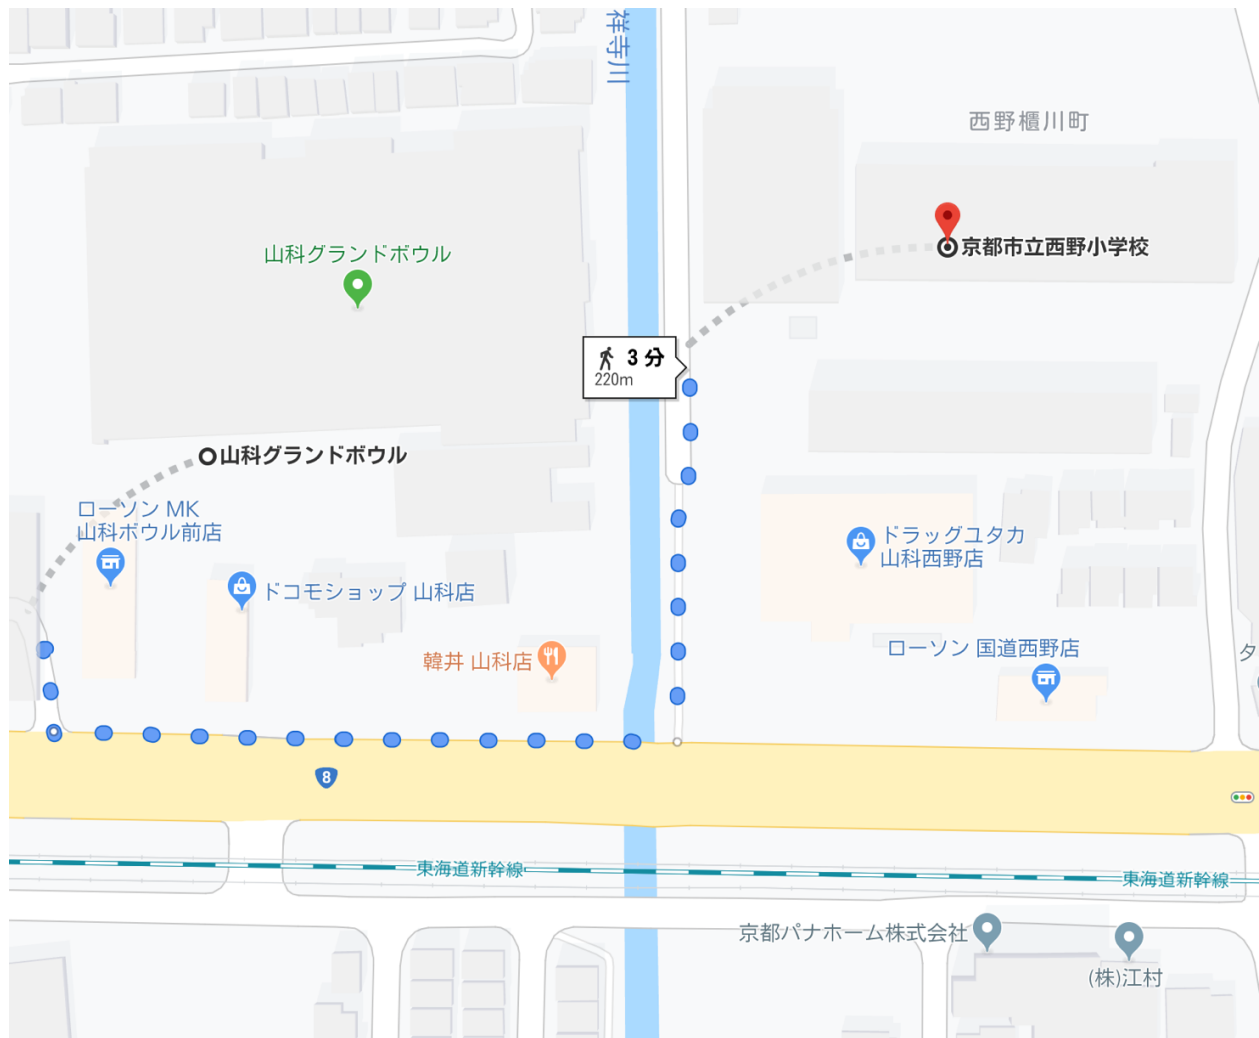 祥寺川
西野櫃川町
山科グランドボウル
京都市立西野小学校
3 分
220m
山科グランドボウル
ローソン MK
山科ボウル前店
ドラッグユタカ
山科西野店
ドコモショップ 山科店
韓井 山科店
ローソン 国道西野店
タ
8
東海道新幹線
東海道新幹線
京都パナホーム株式会社
(株)江村